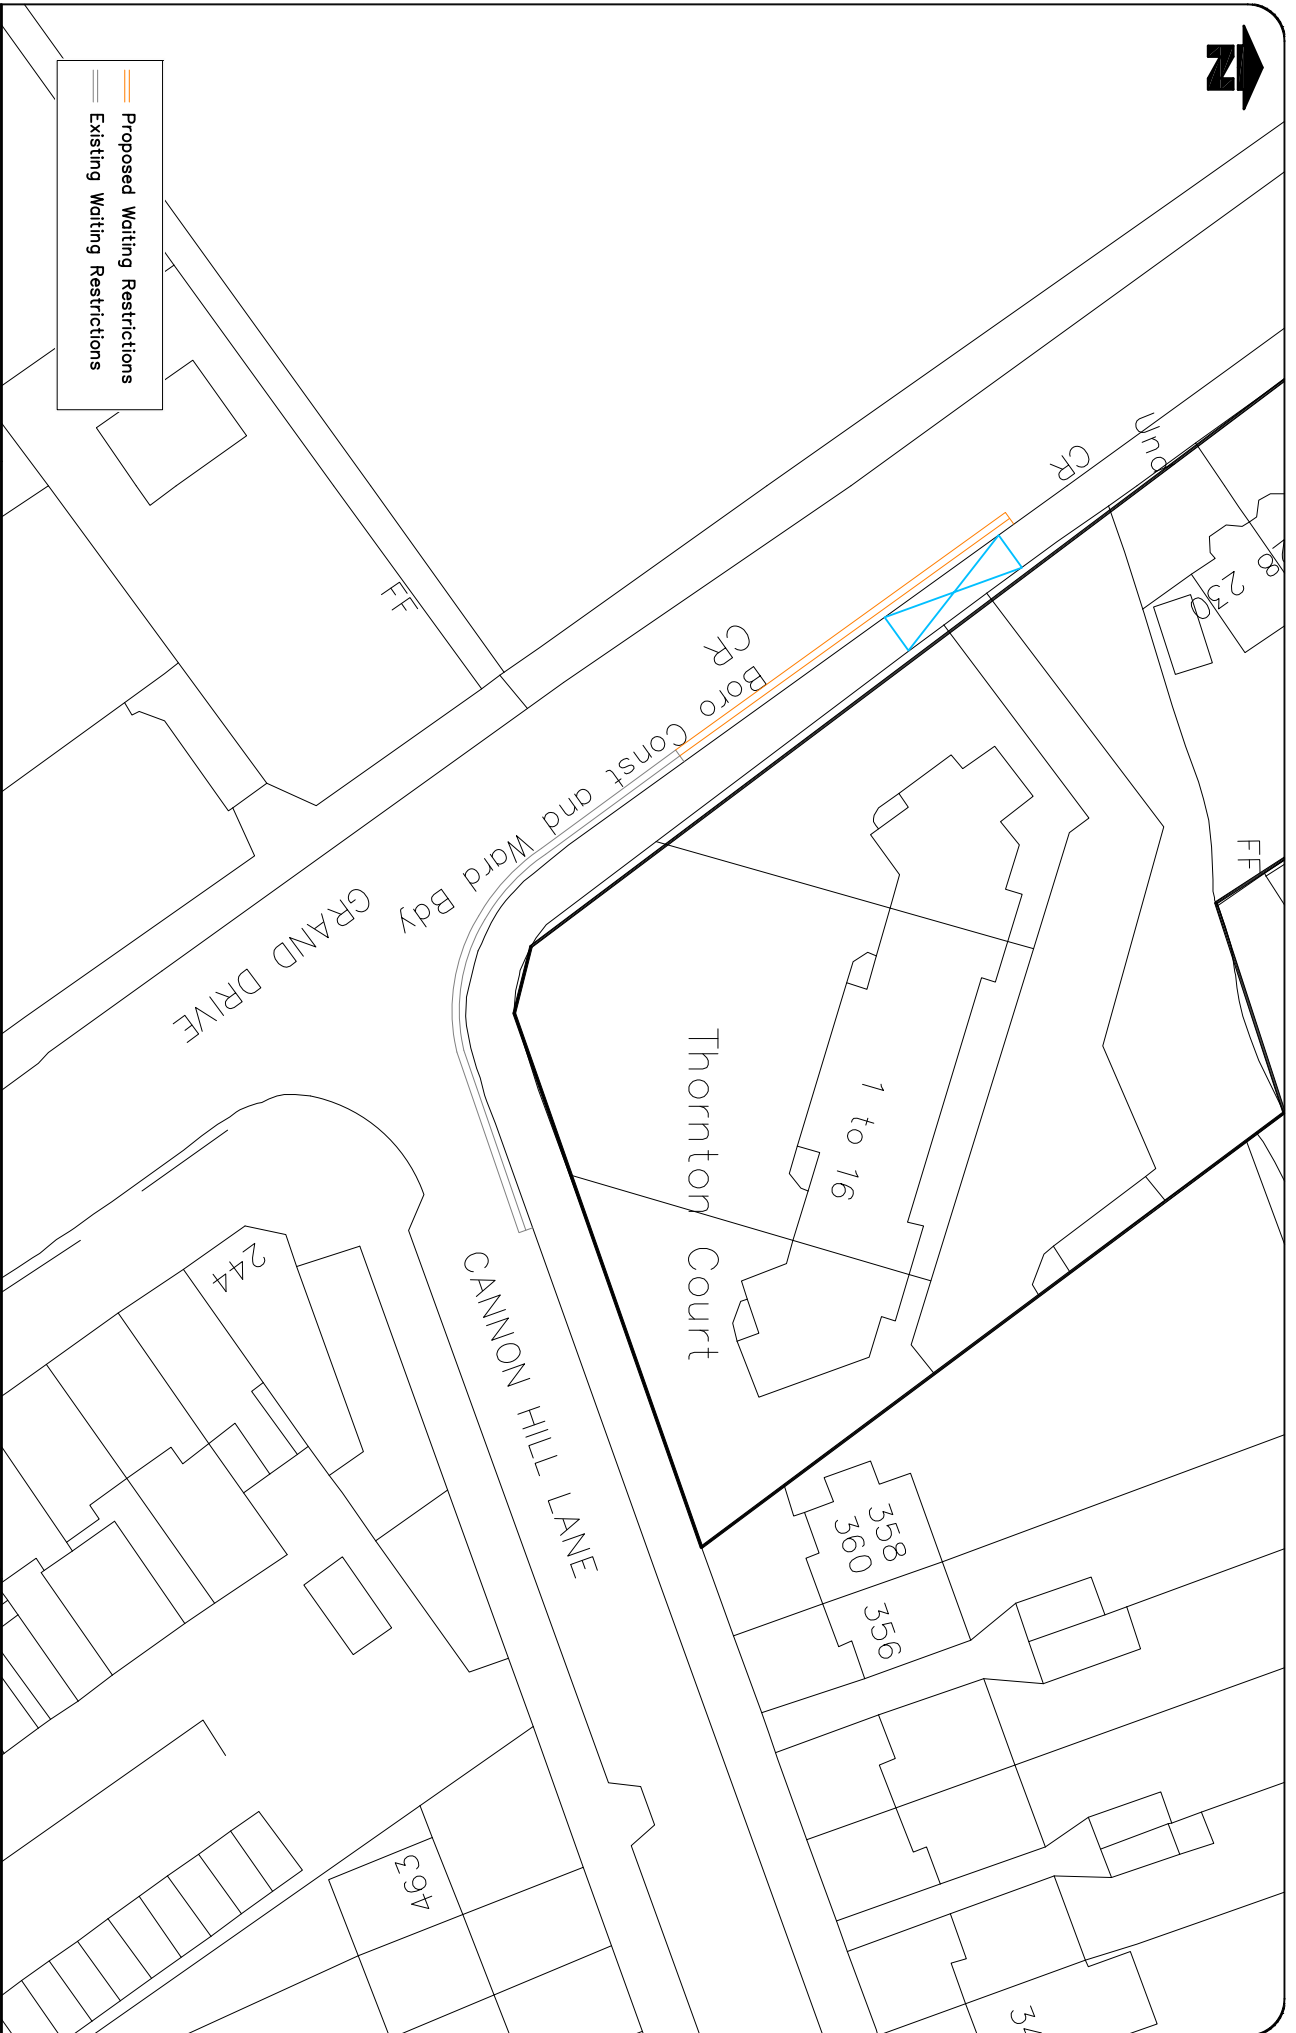 N
Proposed Waiting Restrictions
Existing Waiting Restrictions
Und
CR
8
230
FF
FF
CR
Boro Const and Ward Bdy
GRAND DRIVE
Thornton Court
1 to 16
244
CANNON HILL LANE
358
360
356
463